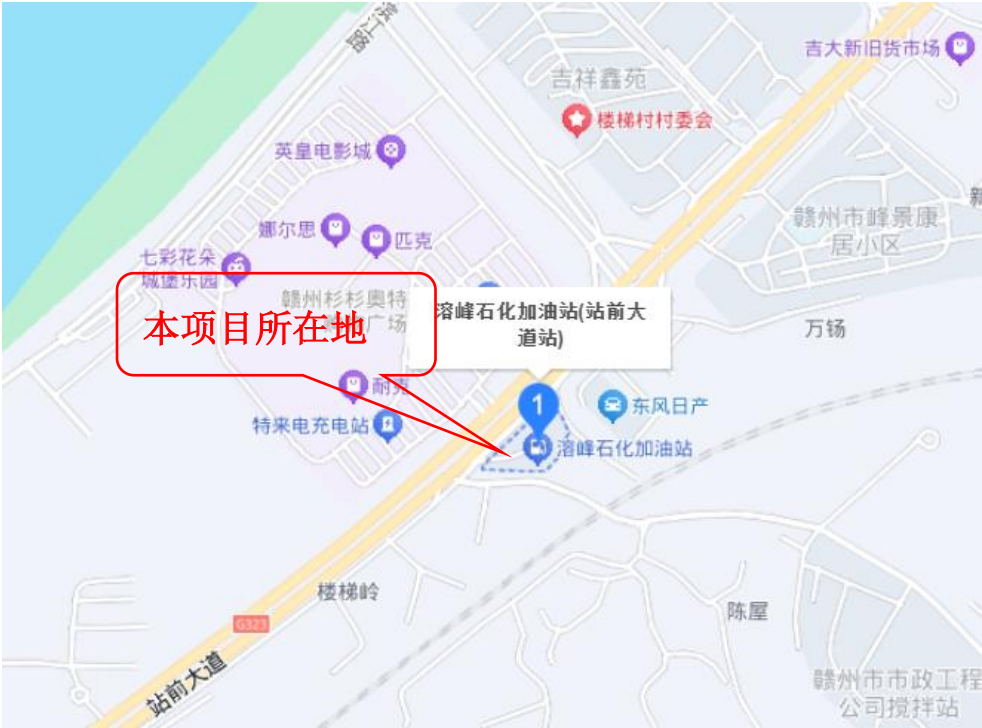 滨江路
吉大新旧货市场
吉祥鑫苑
楼梯村村委会
英皇电影城
赣州市峰景康
居小区
娜尔思
匹克
七彩花朵
城堡乐园
赣州杉杉奥特
广场
本项目所在地
溶峰石化加油站(站前大
道站)
万钖
耐克
1
东风日产
特来电充电站
溶峰石化加油站
楼梯岭
G323
陈屋
站前大道
赣州市市政工程
公司搅拌站